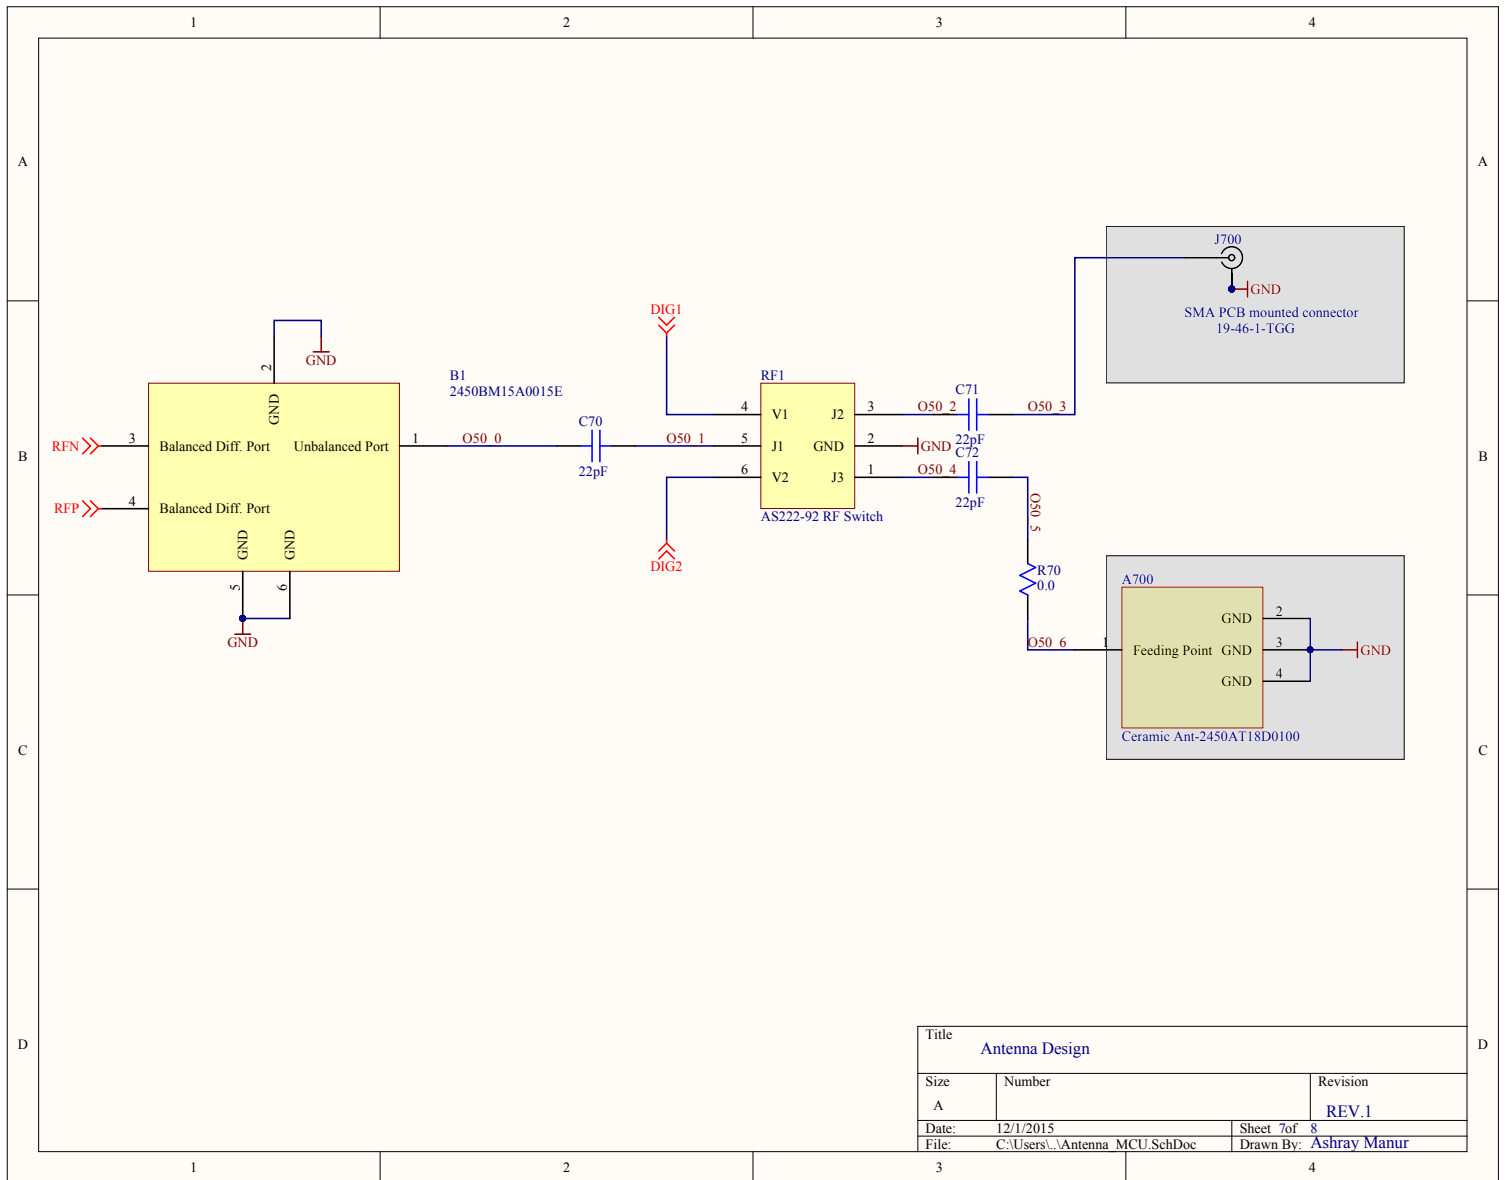 1 2 3 4
A A
J700
GND
SMA PCB mounted connector
19-46-1-TGG
DIG1
GND
2
GND
B1
2450BM15A0015E
RF1
C71
C70
4 V1 J2 3 O50_2 O50_3
RFN 3 Balanced Diff. Port Unbalanced Port 1 O50_0 O50_1 5 J1 GND 2 GND 22pF
C72
B B
22pF 6 V2 J3 1 O50_4
22pF
RFP 4 Balanced Diff. Port
AS222-92 RF Switch
O50_5
GND GND
DIG2
R70
0.0
5 6
A700
GND 2
GND
O50_6 1 Feeding Point GND 3 GND
GND 4
Ceramic Ant-2450AT18D0100
C C
D D
Title
Antenna Design
Size Number Revision
A
REV.1
Date: 12/1/2015 Sheet 7of 8
File: C:\Users\..\Antenna_MCU.SchDoc Drawn By: Ashray Manur
1 2 3 4